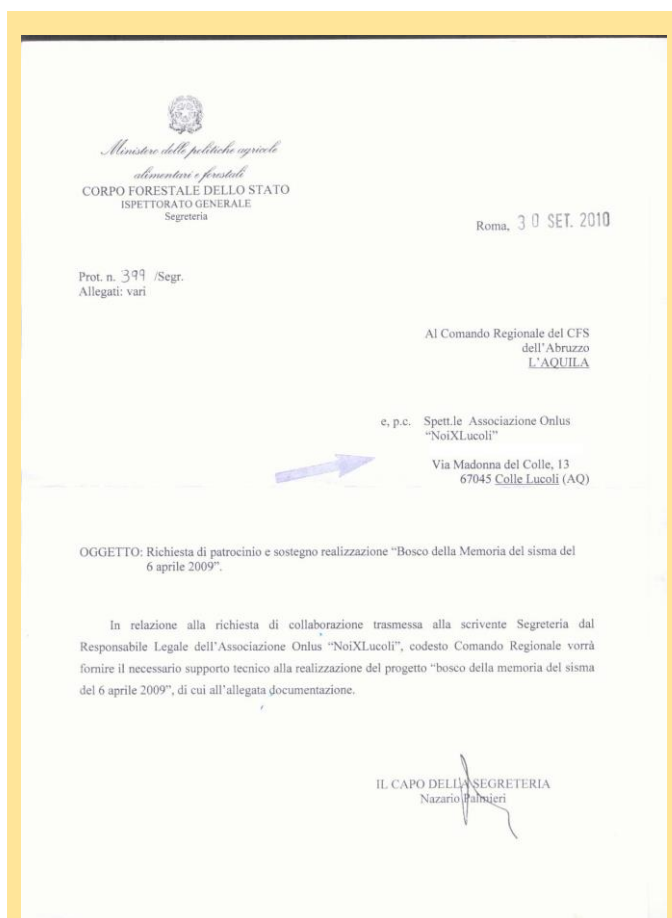 Ministero delle politiche agricole
alimentari e forestali
CORPO FORESTALE DELLO STATO
ISPETTORATO GENERALE
Segreteria
Roma, 30 SET. 2010
Prot. n. 399 /Segr.
Allegati: vari
Al Comando Regionale del CFS
dell'Abruzzo
L'AQUILA
e, p.c. Spett.le Associazione Onlus
"NoiXLucoli"
Via Madonna del Colle, 13
67045 Colle Lucoli (AQ)
OGGETTO: Richiesta di patrocinio e sostegno realizzazione "Bosco della Memoria del sisma del
6 aprile 2009".
In relazione alla richiesta di collaborazione trasmessa alla scrivente Segreteria dal
Responsabile Legale dell'Associazione Onlus "NoiXLucoli", codesto Comando Regionale vorrà
fornire il necessario supporto tecnico alla realizzazione del progetto "bosco della memoria del sisma
del 6 aprile 2009", di cui all'allegata documentazione.
IL CAPO DELLA SEGRETERIA
Nazario Palmieri